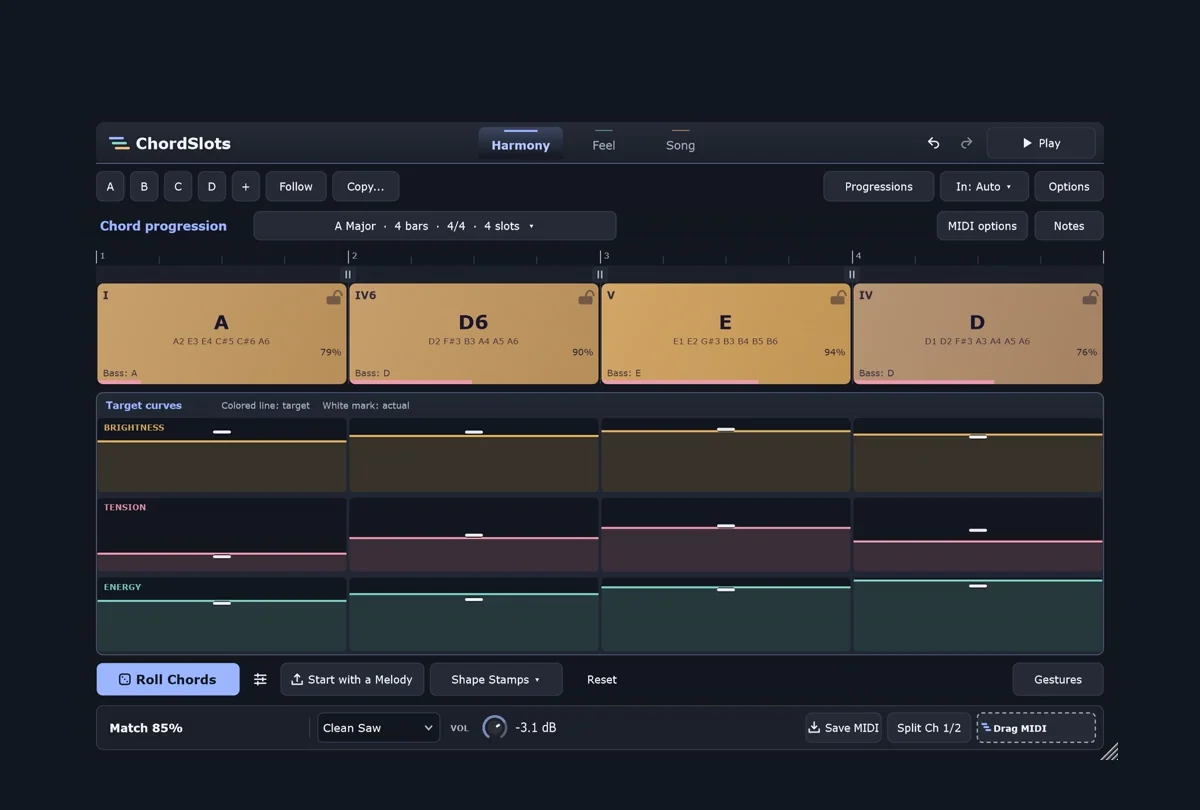 ChordSlots
Harmony
Feel
Song
Play
A
B
C
D
+
Follow
Copy...
Progressions
In: Auto ▾
Options
Chord progression
A Major · 4 bars · 4/4 · 4 slots ▾
MIDI options
Notes
1
2
3
4
I
A
A2 E3 E4 C#5 C#6 A6
79%
Bass: A
IV6
D6
D2 F#3 B3 A4 A5 A6
90%
Bass: D
V
E
E1 E2 G#3 B3 B4 B5 B6
94%
Bass: E
IV
D
D1 D2 F#3 A3 A4 A5 A6
76%
Bass: D
Target curves
Colored line: target
White mark: actual
BRIGHTNESS
TENSION
ENERGY
Roll Chords
Start with a Melody
Shape Stamps ▾
Reset
Gestures
Match 85%
Clean Saw
VOL
-3.1 dB
Save MIDI
Split Ch 1/2
Drag MIDI